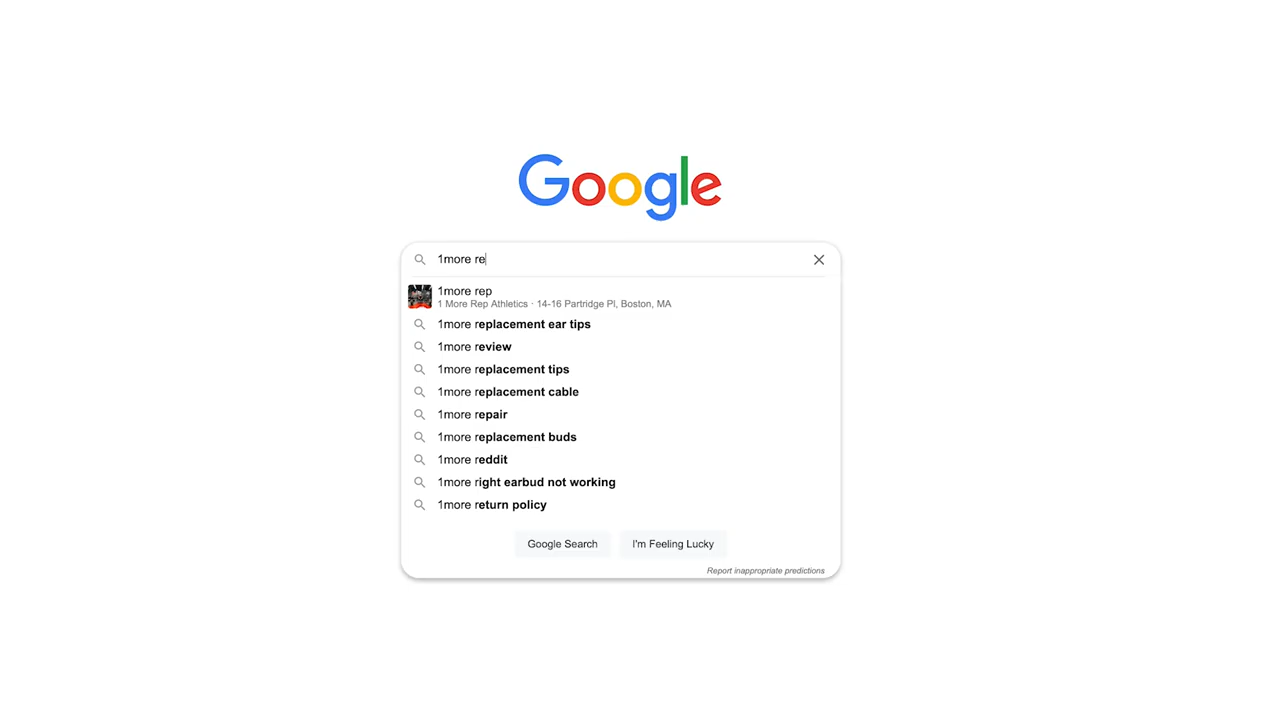 Google
1more re
1more rep
1 More Rep Athletics · 14-16 Partridge Pl, Boston, MA
1more replacement ear tips
1more review
1more replacement tips
1more replacement cable
1more repair
1more replacement buds
1more reddit
1more right earbud not working
1more return policy
Google Search I'm Feeling Lucky
Report inappropriate predictions